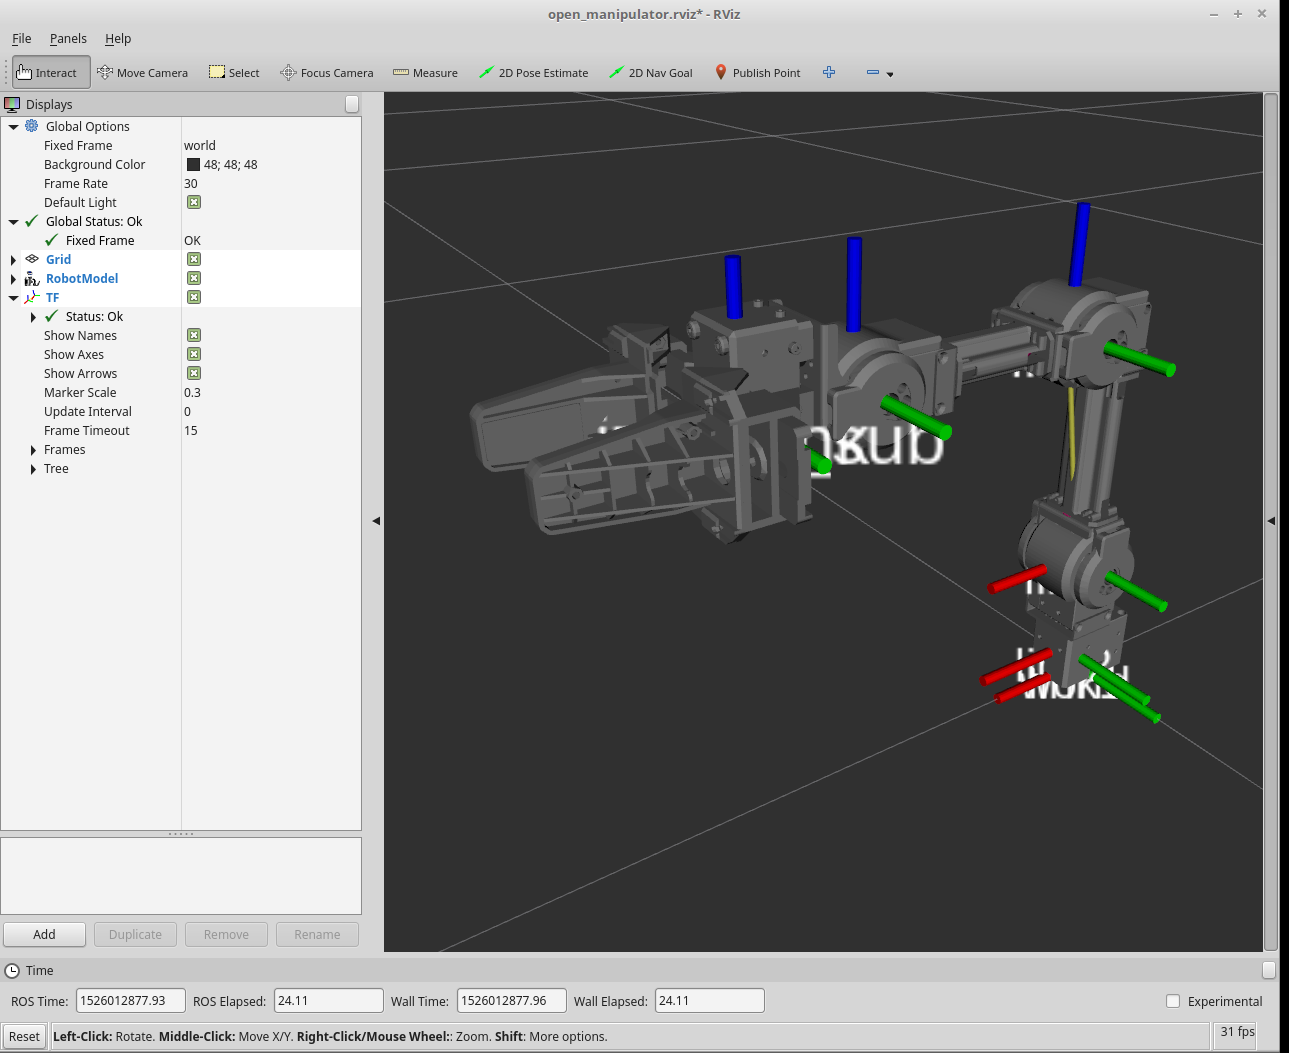 open_manipulator.rviz* - RViz
File Panels Help
Interact Move Camera Select Focus Camera Measure 2D Pose Estimate 2D Nav Goal Publish Point
Displays
Global Options
Fixed Frame world
Background Color 48; 48; 48
Frame Rate 30
Default Light
Global Status: Ok
Fixed Frame OK
Grid
RobotModel
TF
Status: Ok
Show Names
Show Axes
Show Arrows
Marker Scale 0.3
Update Interval 0
Frame Timeout 15
Frames
Tree
Add Duplicate Remove Rename
Time
ROS Time: 1526012877.93 ROS Elapsed: 24.11 Wall Time: 1526012877.96 Wall Elapsed: 24.11 Experimental
Reset Left-Click: Rotate. Middle-Click: Move X/Y. Right-Click/Mouse Wheel:: Zoom. Shift: More options. 31 fps